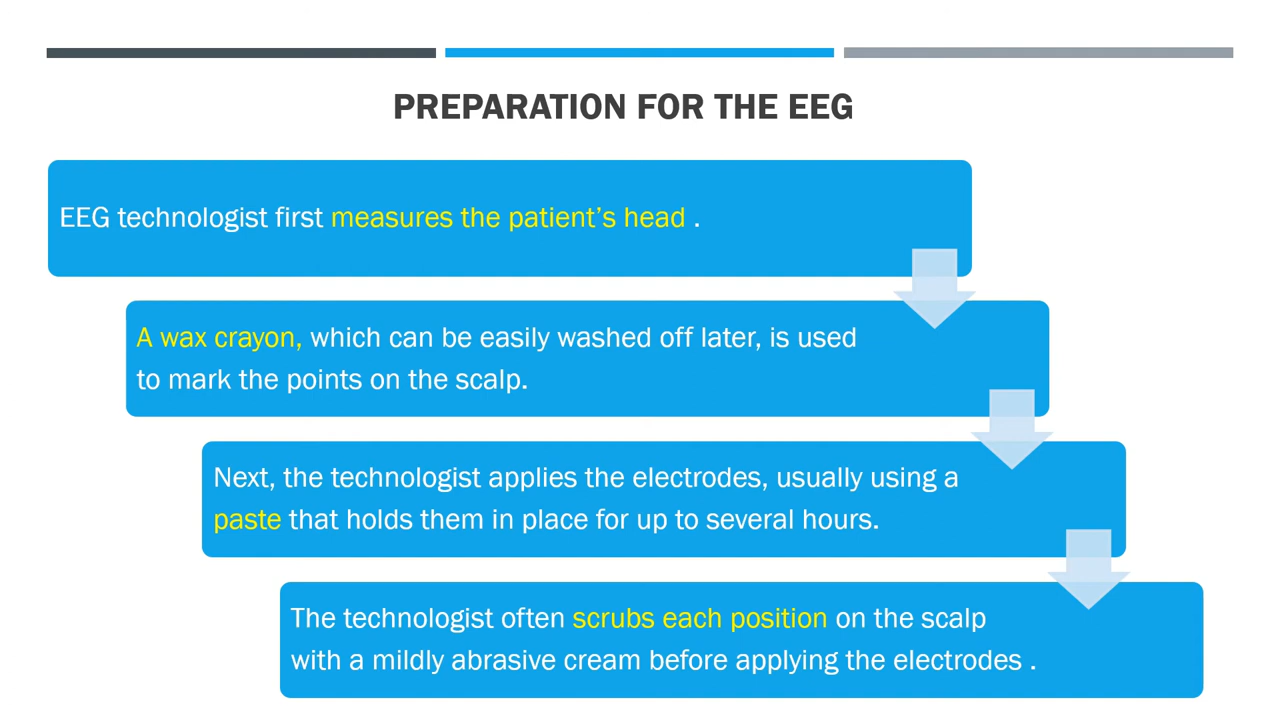 PREPARATION FOR THE EEG
EEG technologist first measures the patient’s head .
A wax crayon, which can be easily washed off later, is used
to mark the points on the scalp.
Next, the technologist applies the electrodes, usually using a
paste that holds them in place for up to several hours.
The technologist often scrubs each position on the scalp
with a mildly abrasive cream before applying the electrodes .